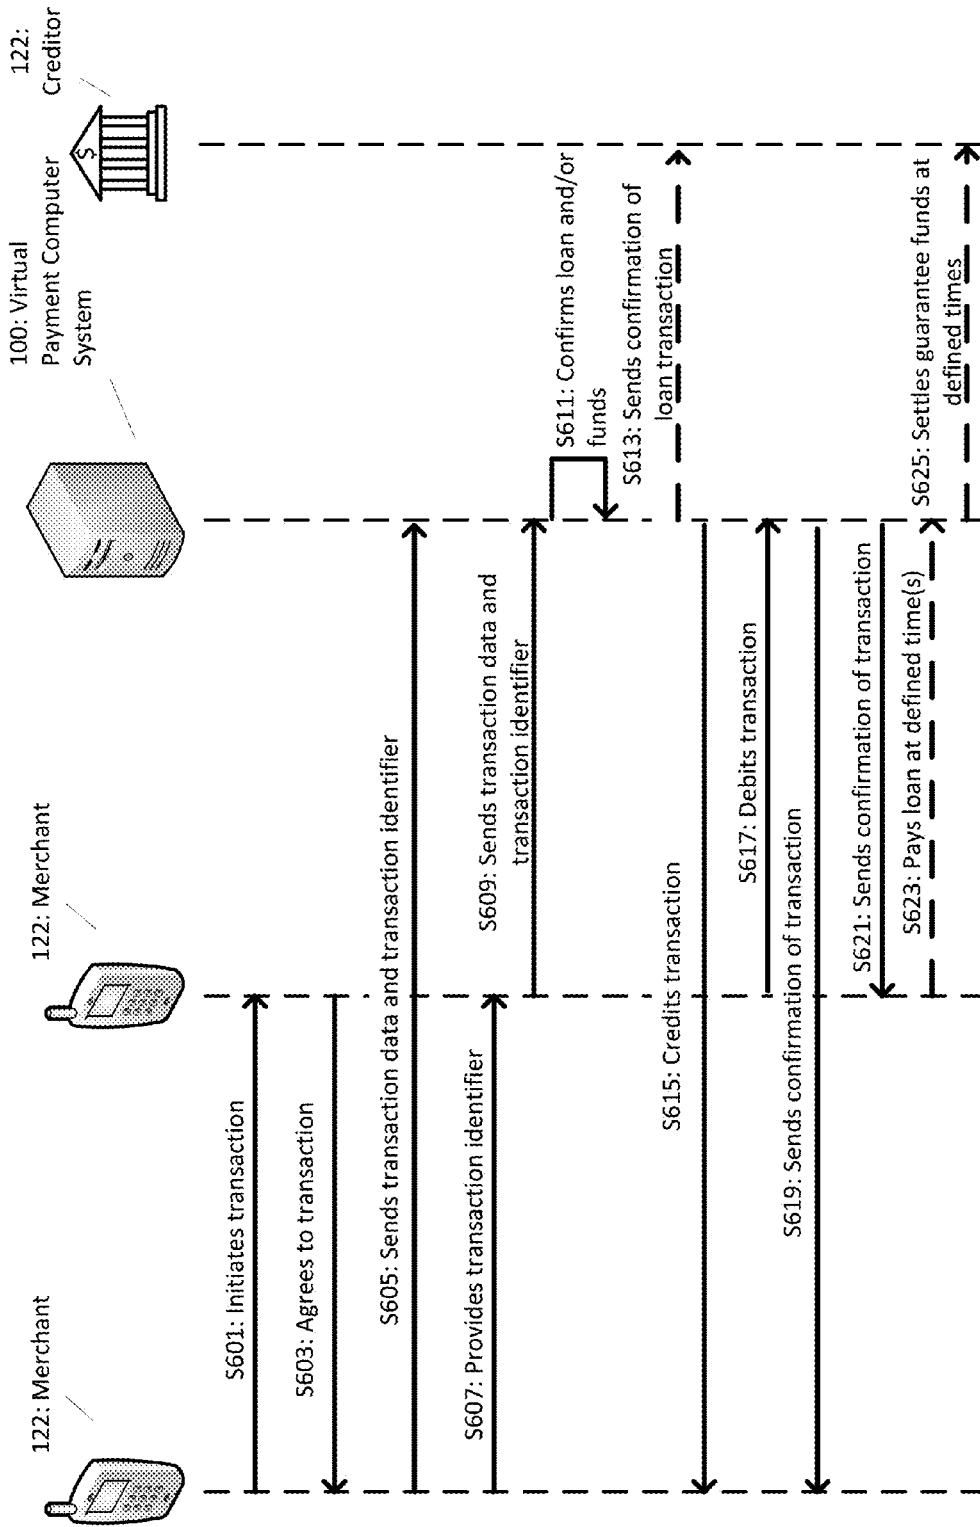 122: Merchant
122: Merchant
100: Virtual
Payment Computer
System
122:
Creditor
$
S601: Initiates transaction
S603: Agrees to transaction
S605: Sends transaction data and transaction identifier
S607: Provides transaction identifier
S609: Sends transaction data and
transaction identifier
S611: Confirms loan and/or
funds
S613: Sends confirmation of
loan transaction
S615: Credits transaction
S617: Debits transaction
S619: Sends confirmation of transaction
S621: Sends confirmation of transaction
S623: Pays loan at defined time(s)
S625: Settles guarantee funds at
defined times